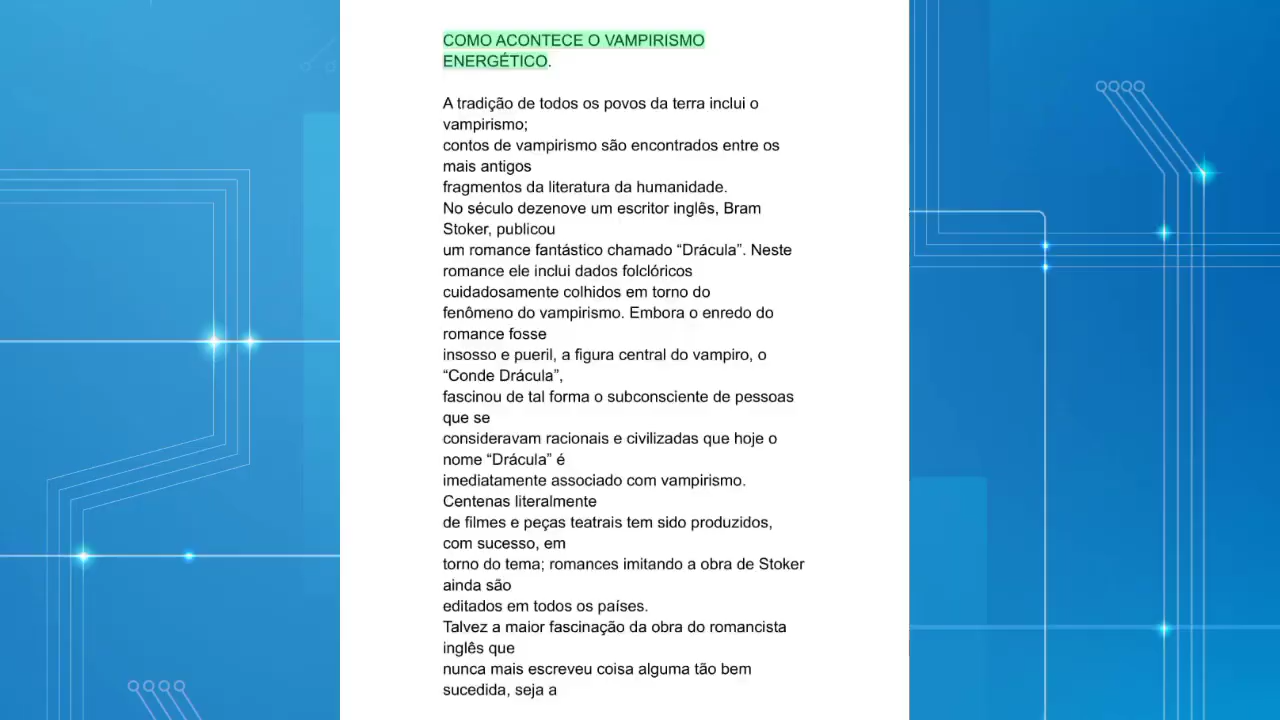 COMO ACONTECE O VAMPIRISMO
ENERGÉTICO.
A tradição de todos os povos da terra inclui o
vampirismo;
contos de vampirismo são encontrados entre os
mais antigos
fragmentos da literatura da humanidade.
No século dezenove um escritor inglês, Bram
Stoker, publicou
um romance fantástico chamado “Drácula”. Neste
romance ele inclui dados folclóricos
cuidadosamente colhidos em torno do
fenômeno do vampirismo. Embora o enredo do
romance fosse
insosso e pueril, a figura central do vampiro, o
“Conde Drácula”,
fascinou de tal forma o subconsciente de pessoas
que se
consideravam racionais e civilizadas que hoje o
nome “Drácula” é
imediatamente associado com vampirismo.
Centenas literalmente
de filmes e peças teatrais tem sido produzidos,
com sucesso, em
torno do tema; romances imitando a obra de Stoker
ainda são
editados em todos os países.
Talvez a maior fascinação da obra do romancista
inglês que
nunca mais escreveu coisa alguma tão bem
sucedida, seja a